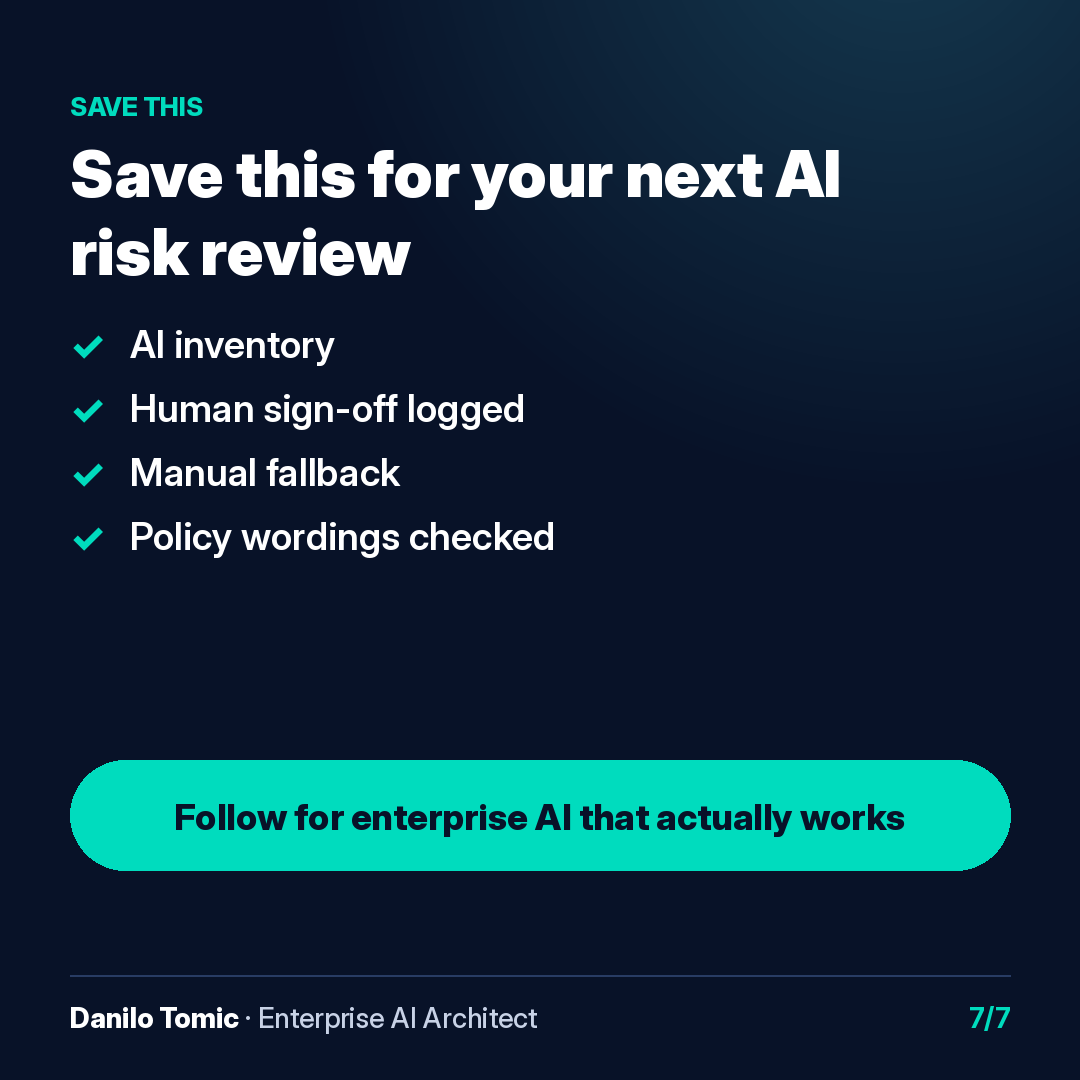 SAVE THIS
Save this for your next AI
risk review
AI inventory
Human sign-off logged
Manual fallback
Policy wordings checked
Follow for enterprise AI that actually works
Danilo Tomic · Enterprise AI Architect
7/7